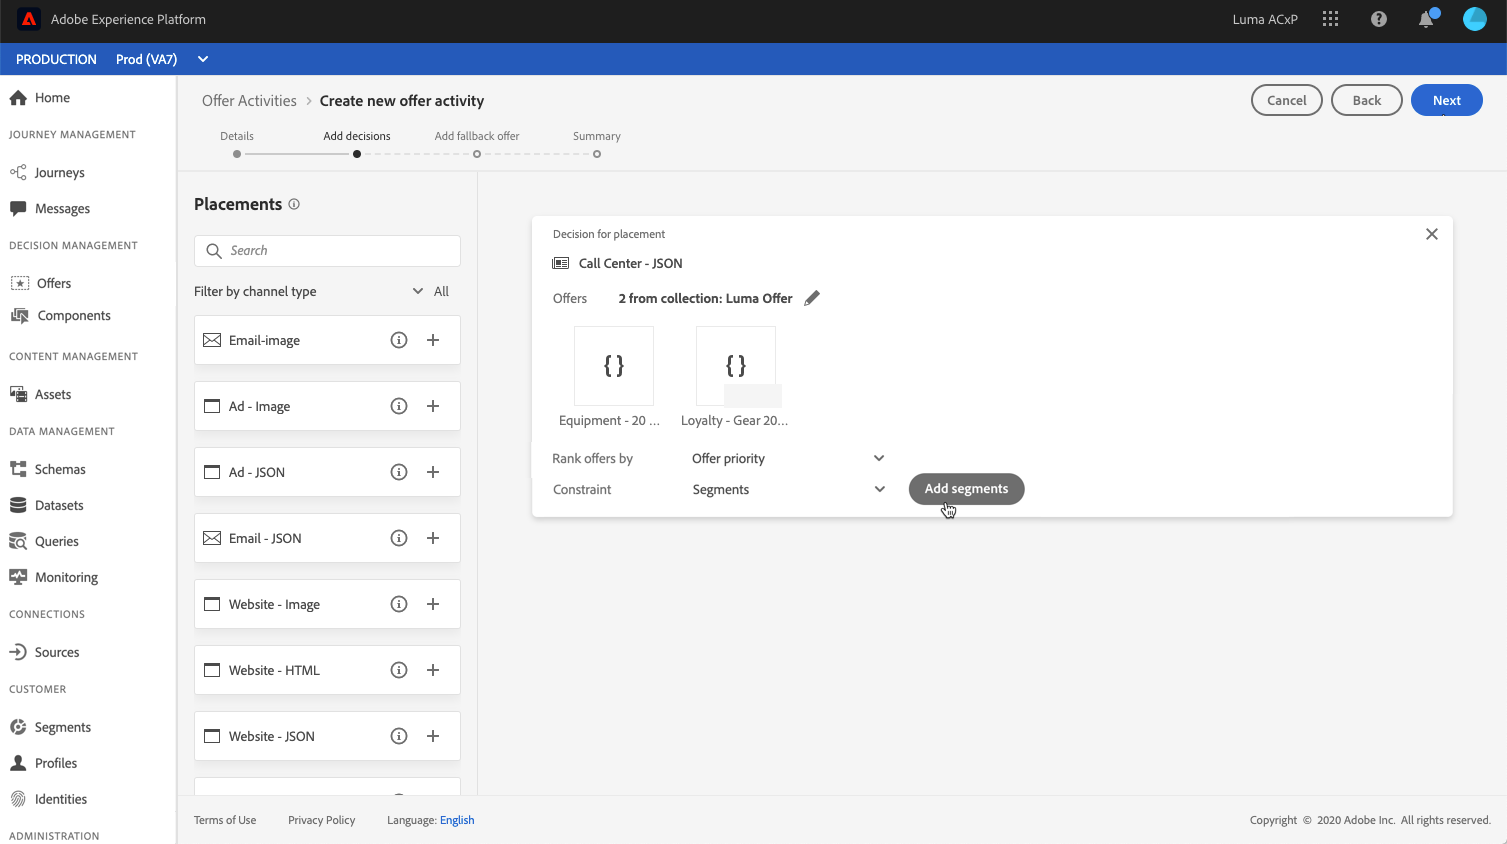 Adobe Experience Platform
Luma ACxP
PRODUCTION Prod (VA7)
Home
JOURNEY MANAGEMENT
Journeys
Messages
DECISION MANAGEMENT
Offers
Components
CONTENT MANAGEMENT
Assets
DATA MANAGEMENT
Schemas
Datasets
Queries
Monitoring
CONNECTIONS
Sources
CUSTOMER
Segments
Profiles
Identities
ADMINISTRATION
Offer Activities > Create new offer activity
Cancel
Back
Next
Details
Add decisions
Add fallback offer
Summary
Placements
Search
Filter by channel type
All
Email-image
Ad - Image
Ad - JSON
Email - JSON
Website - Image
Website - HTML
Website - JSON
Decision for placement
Call Center - JSON
Offers 2 from collection: Luma Offer
{ } { }
Equipment - 20 ... Loyalty - Gear 20...
Rank offers by Offer priority
Constraint Segments Add segments
Terms of Use Privacy Policy Language: English
Copyright © 2020 Adobe Inc. All rights reserved.